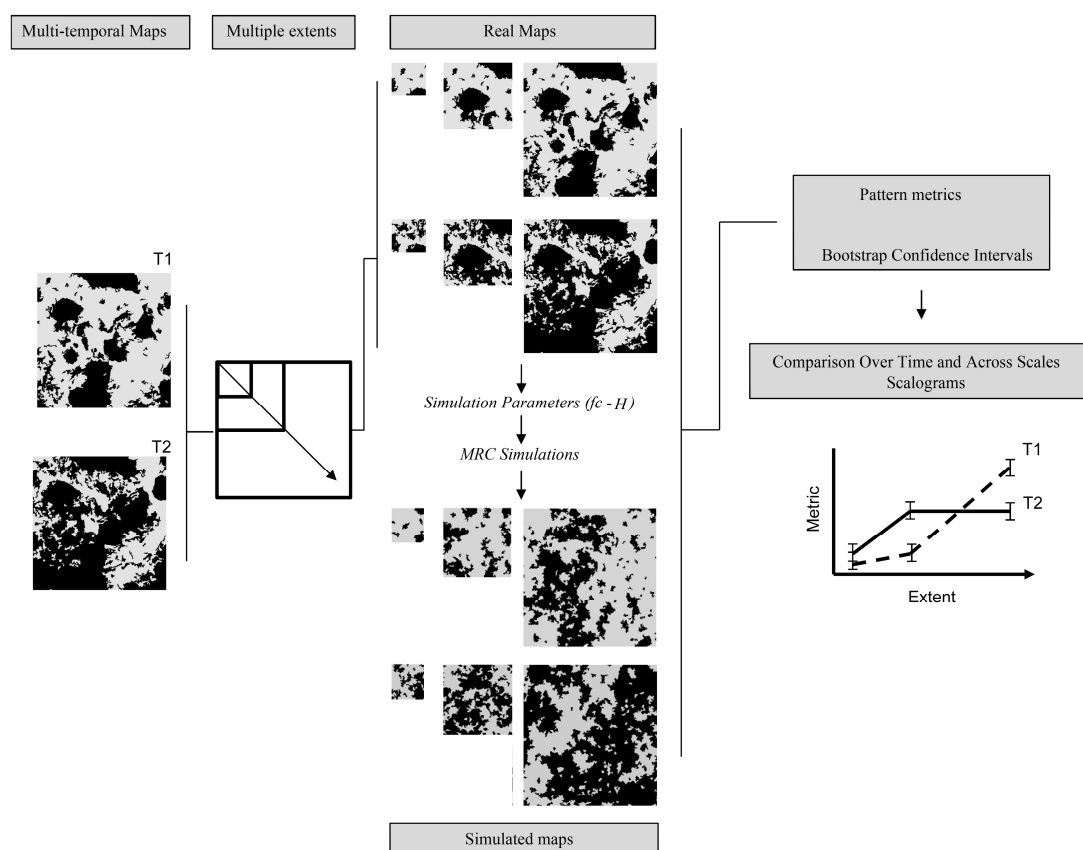 Multi-temporal Maps
Multiple extents
Real Maps
T1
T2
Simulation Parameters (fc - H)
MRC Simulations
Simulated maps
Pattern metrics
Bootstrap Confidence Intervals
Comparison Over Time and Across Scales
Scalograms
Metric
T1
T2
Extent